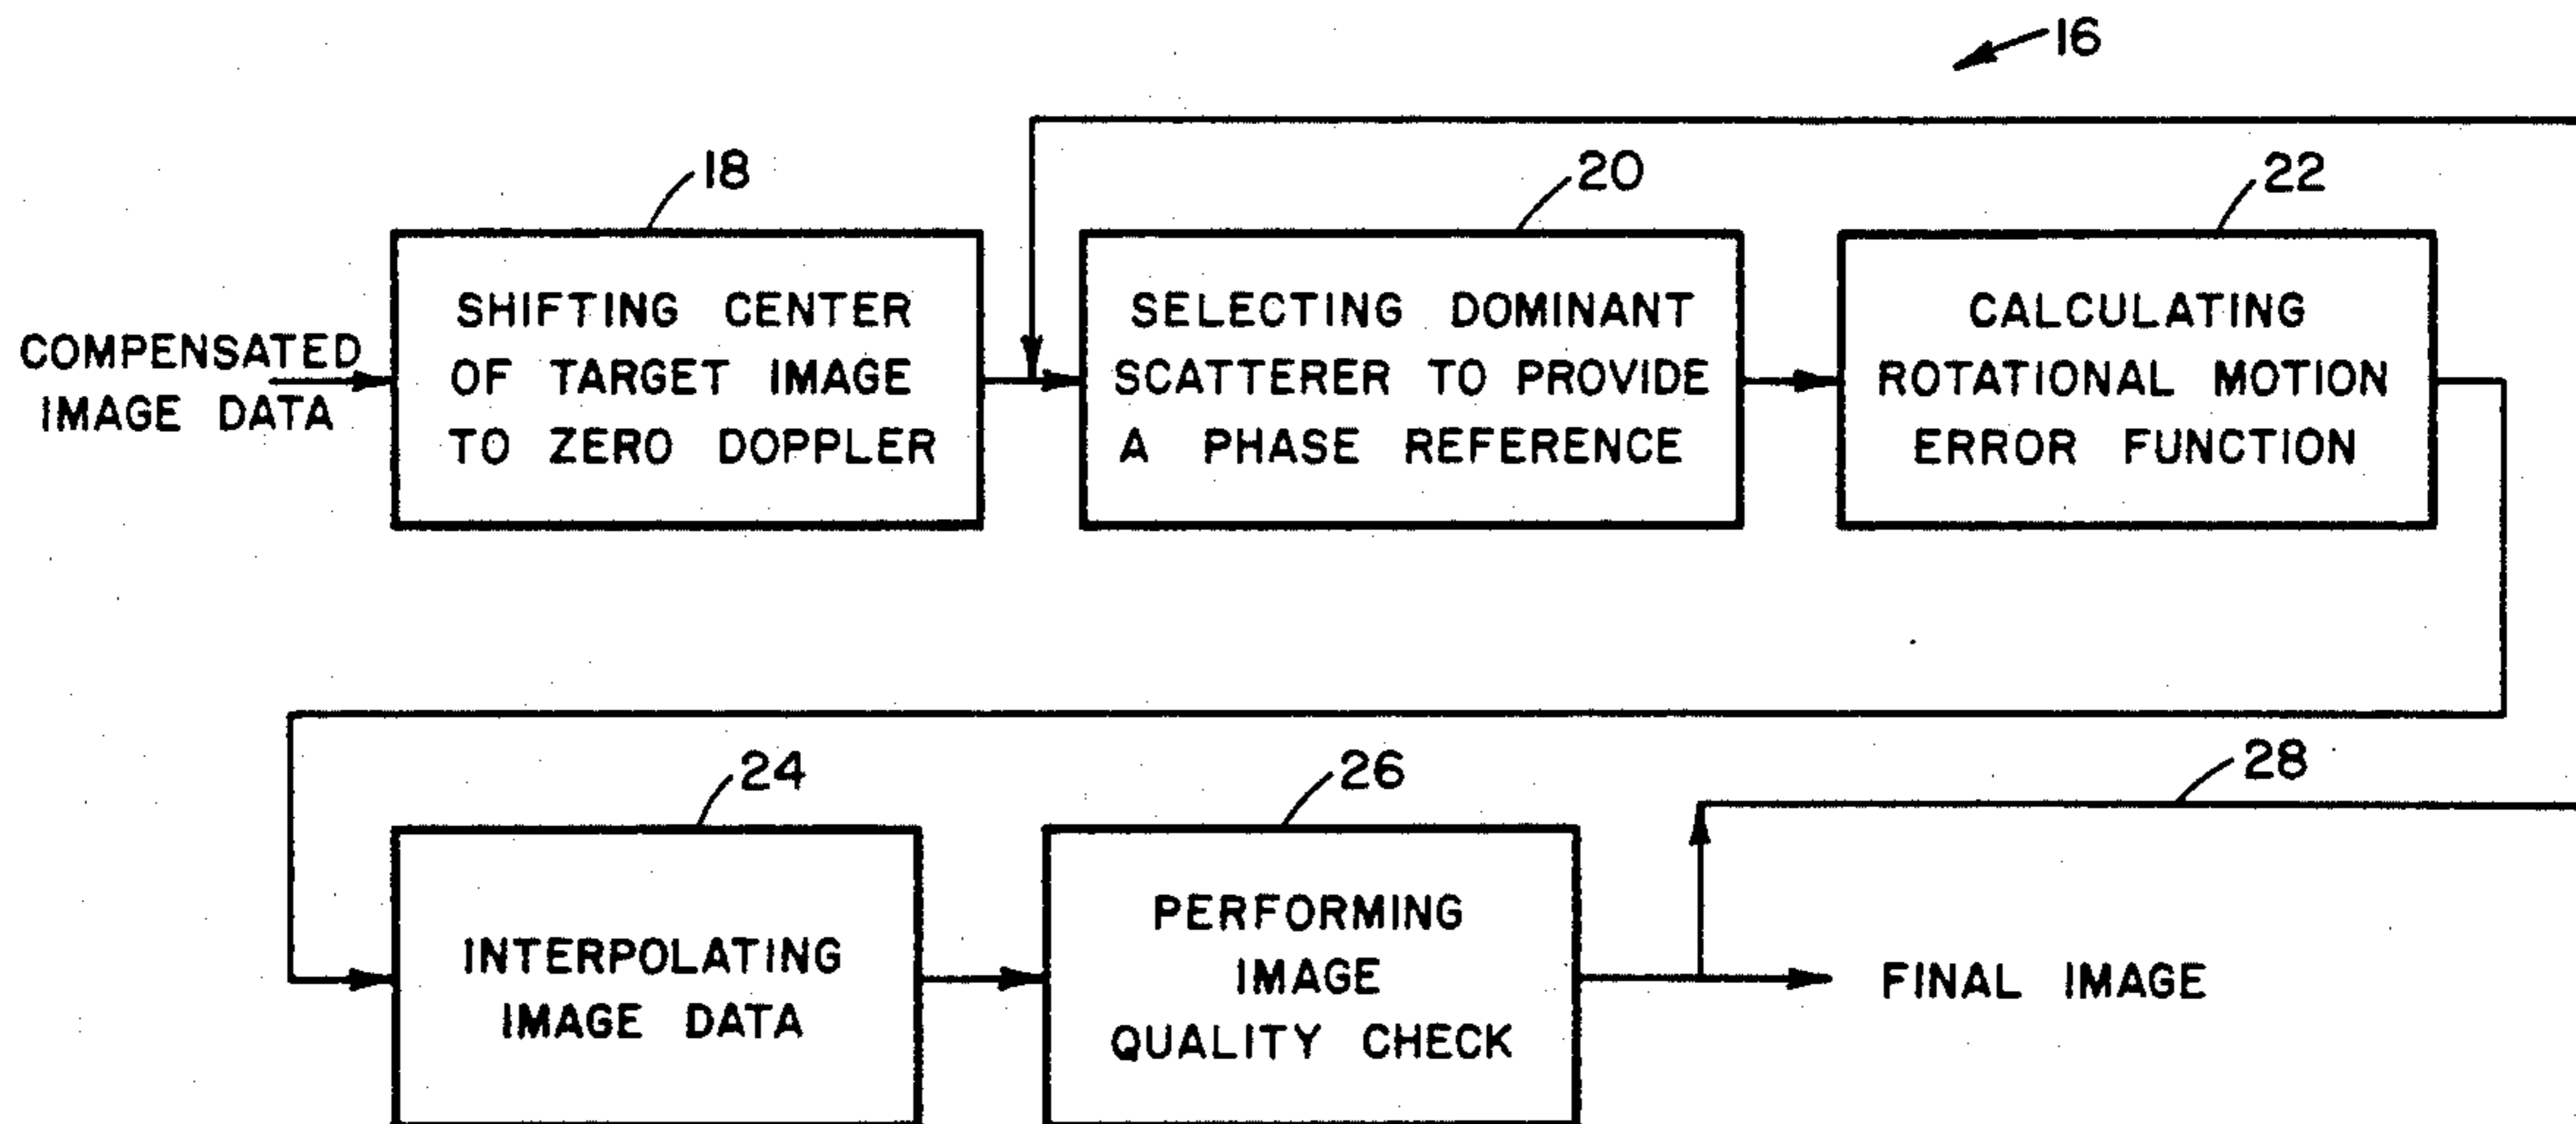 16
18
20
22
COMPENSATED
IMAGE DATA
SHIFTING CENTER
OF TARGET IMAGE
TO ZERO DOPPLER
SELECTING DOMINANT
SCATTERER TO PROVIDE
A PHASE REFERENCE
CALCULATING
ROTATIONAL MOTION
ERROR FUNCTION
24
26
28
INTERPOLATING
IMAGE DATA
PERFORMING
IMAGE
QUALITY CHECK
FINAL IMAGE